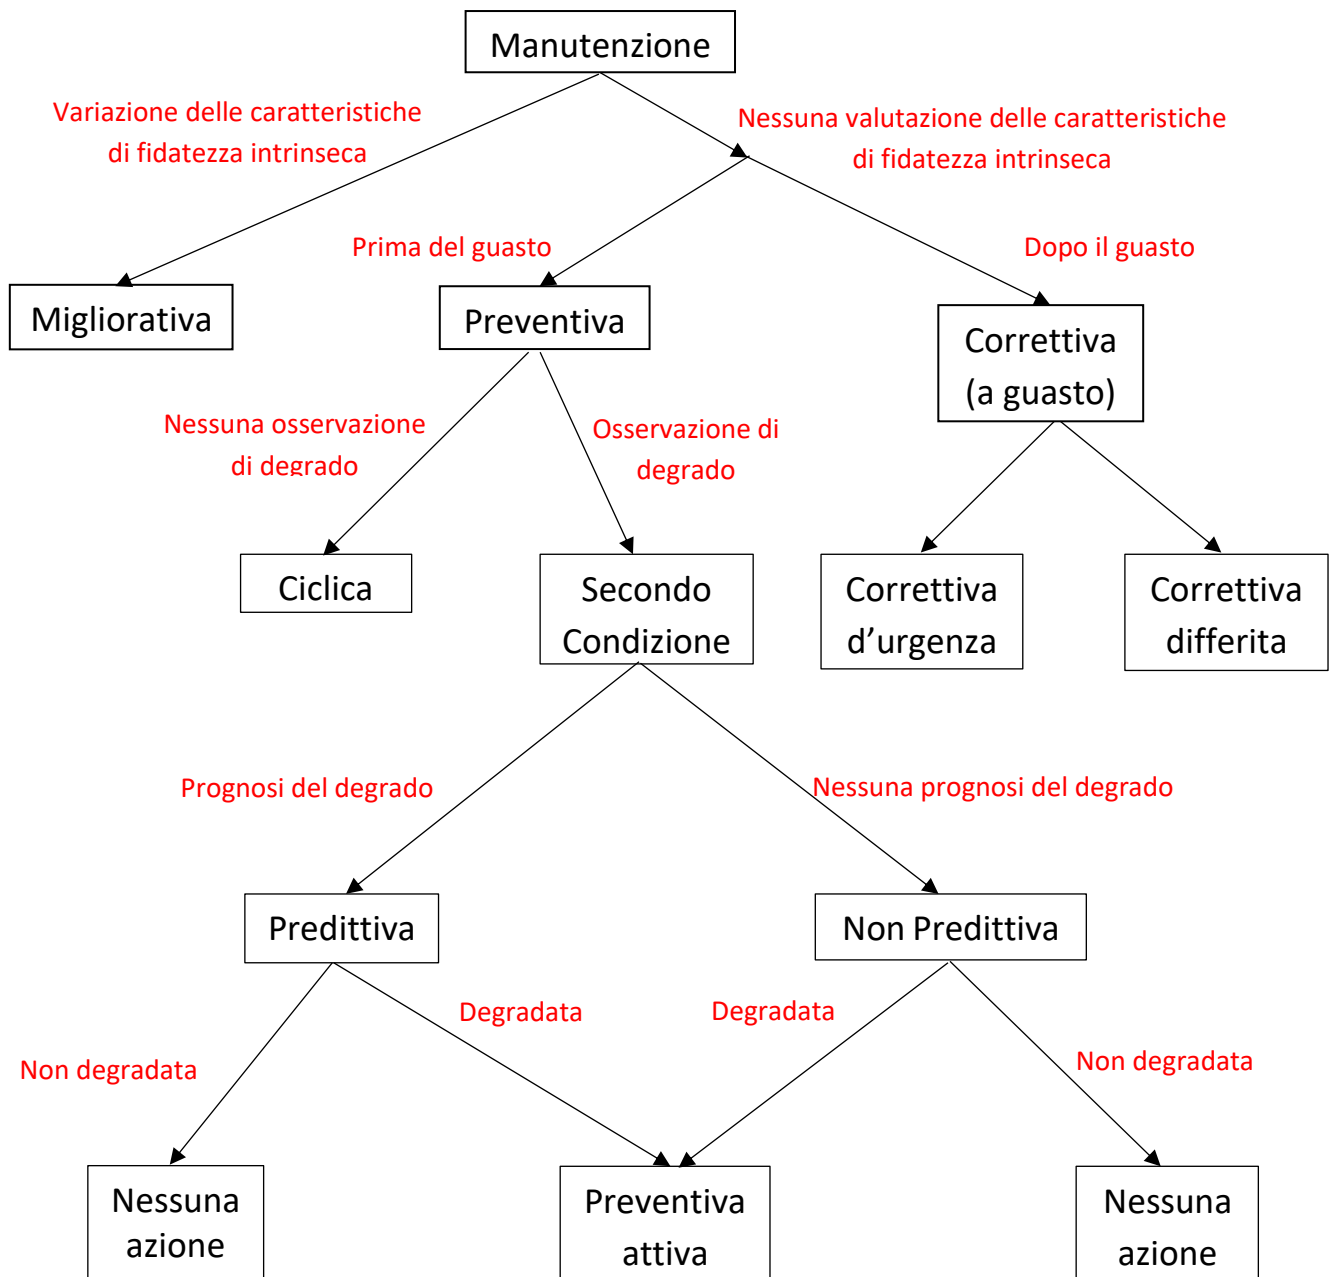 Manutenzione
Variazione delle caratteristiche
di fidatezza intrinseca
Nessuna valutazione delle caratteristiche
di fidatezza intrinseca
Prima del guasto
Dopo il guasto
Migliorativa
Preventiva
Correttiva
(a guasto)
Nessuna osservazione
di degrado
Osservazione di
degrado
Ciclica
Secondo
Condizione
Correttiva
d’urgenza
Correttiva
differita
Prognosi del degrado
Nessuna prognosi del degrado
Predittiva
Non Predittiva
Degradata
Degradata
Non degradata
Non degradata
Nessuna
azione
Preventiva
attiva
Nessuna
azione